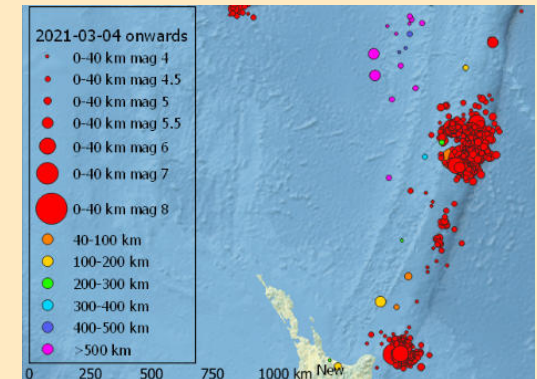 2021-03-04 onwards
0-40 km mag 4
0-40 km mag 4.5
0-40 km mag 5
0-40 km mag 5.5
0-40 km mag 6
0-40 km mag 7
0-40 km mag 8
40-100 km
100-200 km
200-300 km
300-400 km
400-500 km
>500 km
0 250 500 750 1000 km New